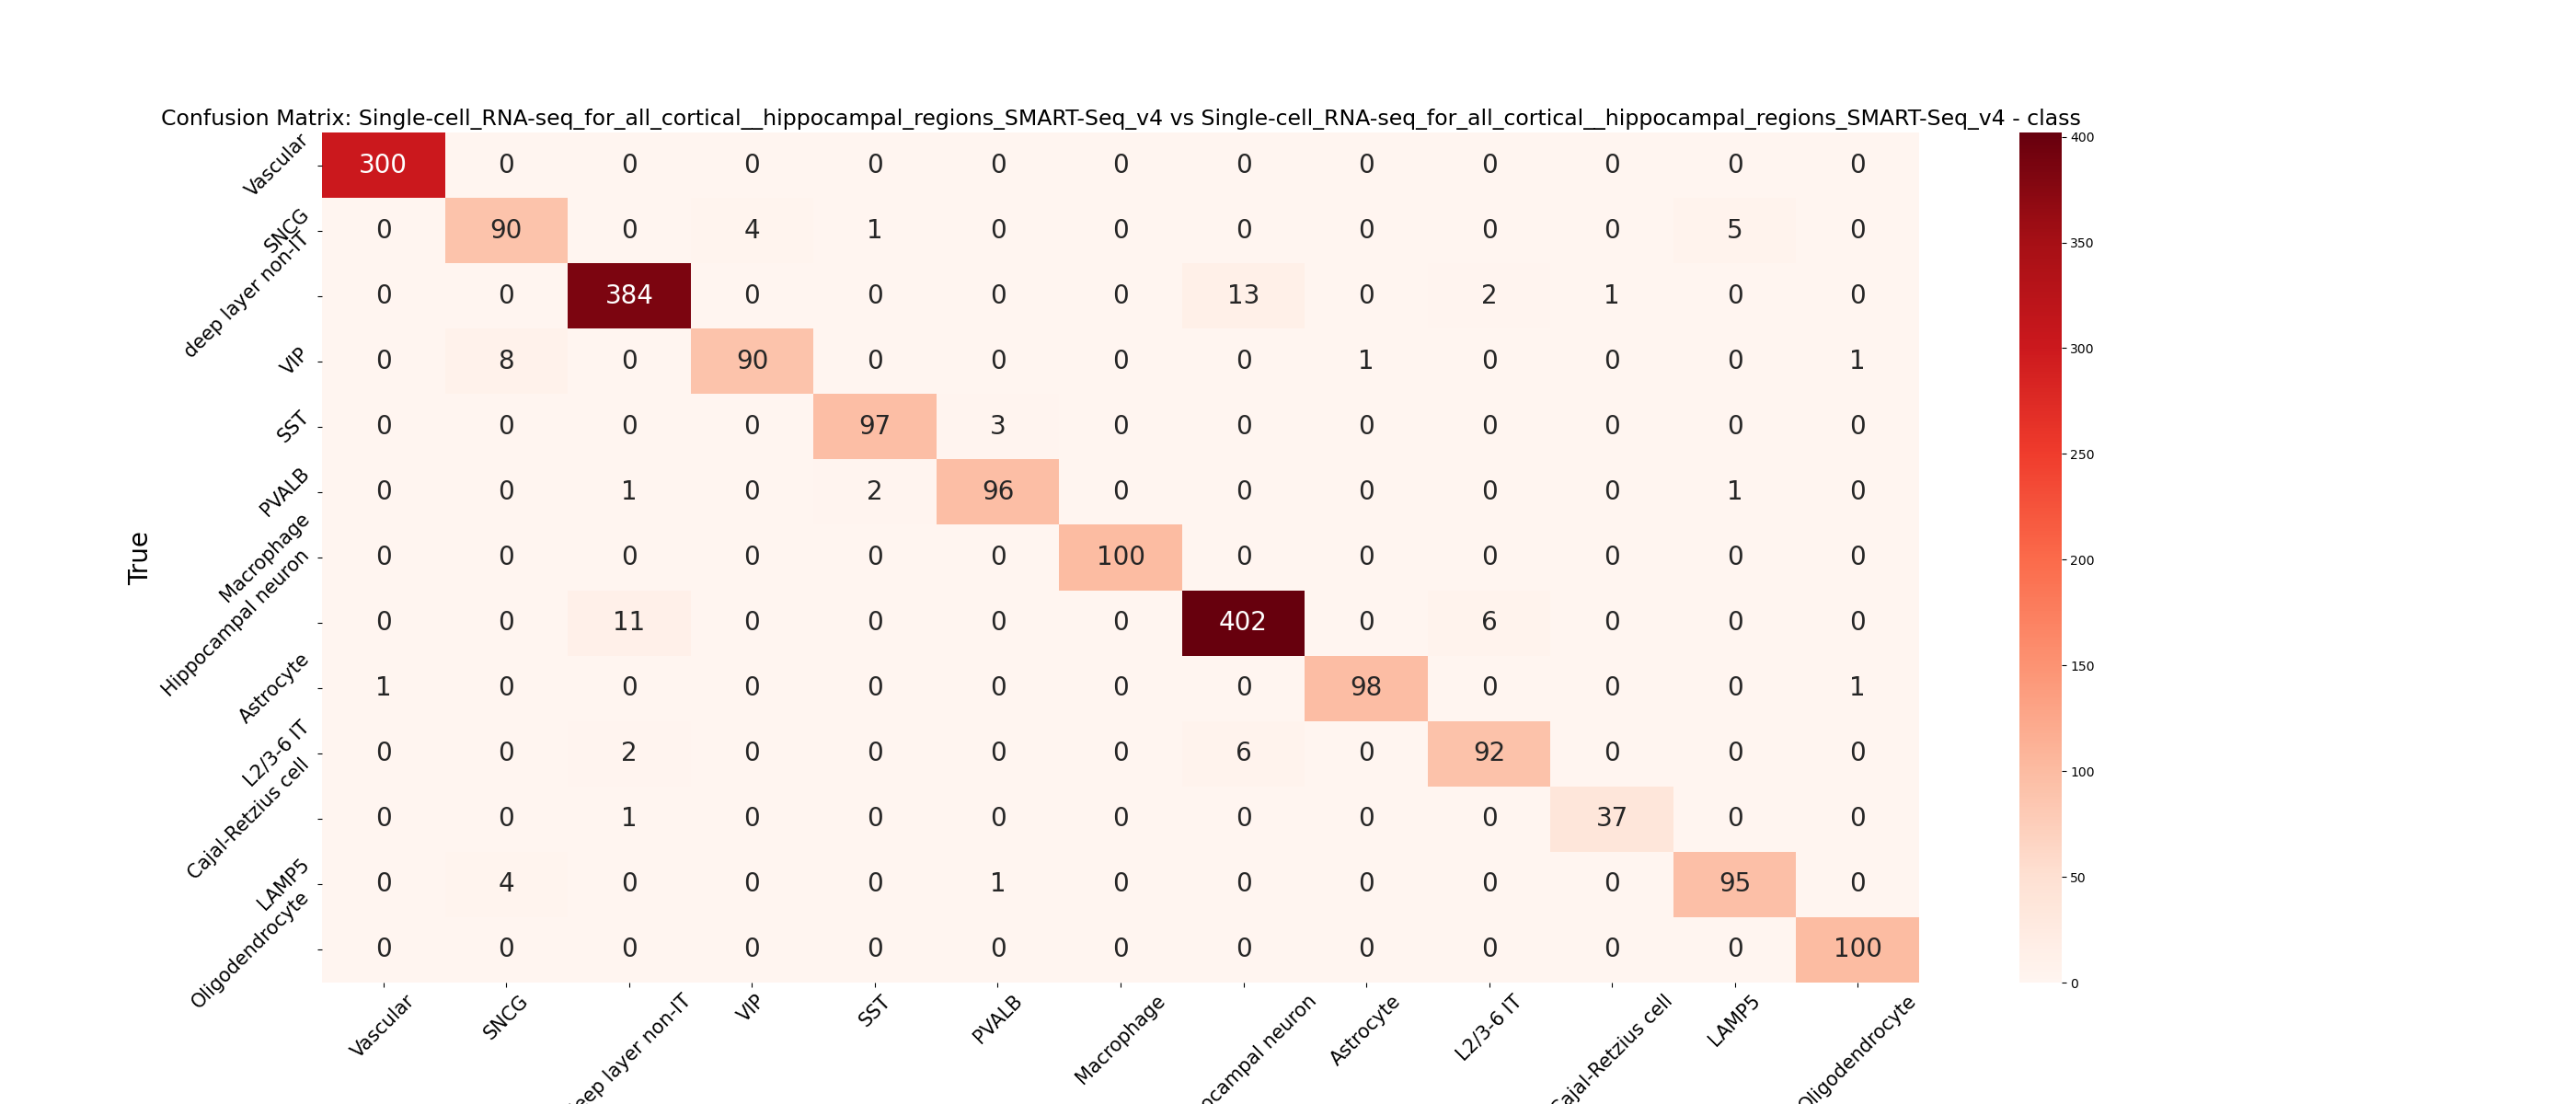 Confusion Matrix: Single-cell_RNA-seq_for_all_cortical__hippocampal_regions_SMART-Seq_v4 vs Single-cell_RNA-seq_for_all_cortical__hippocampal_regions_SMART-Seq_v4 - class
True
Vascular 300 0 0 0 0 0 0 0 0 0 0 0 0
SNCG 0 90 0 4 1 0 0 0 0 0 0 5 0
deep layer non-IT 0 0 384 0 0 0 0 13 0 2 1 0 0
VIP 0 8 0 90 0 0 0 0 1 0 0 0 1
SST 0 0 0 0 97 3 0 0 0 0 0 0 0
PVALB 0 0 1 0 2 96 0 0 0 0 0 1 0
Macrophage 0 0 0 0 0 0 100 0 0 0 0 0 0
Hippocampal neuron 0 0 11 0 0 0 0 402 0 6 0 0 0
Astrocyte 1 0 0 0 0 0 0 0 98 0 0 0 1
L2/3-6 IT 0 0 2 0 0 0 0 6 0 92 0 0 0
Cajal-Retzius cell 0 0 1 0 0 0 0 0 0 0 37 0 0
LAMP5 0 4 0 0 0 1 0 0 0 0 0 95 0
Oligodendrocyte 0 0 0 0 0 0 0 0 0 0 0 0 100
Vascular
SNCG
eep layer non-IT
VIP
SST
PVALB
Macrophage
ocampal neuron
Astrocyte
L2/3-6 IT
Cajal-Retzius cell
LAMP5
Oligodendrocyte
400
350
300
250
200
150
100
50
0